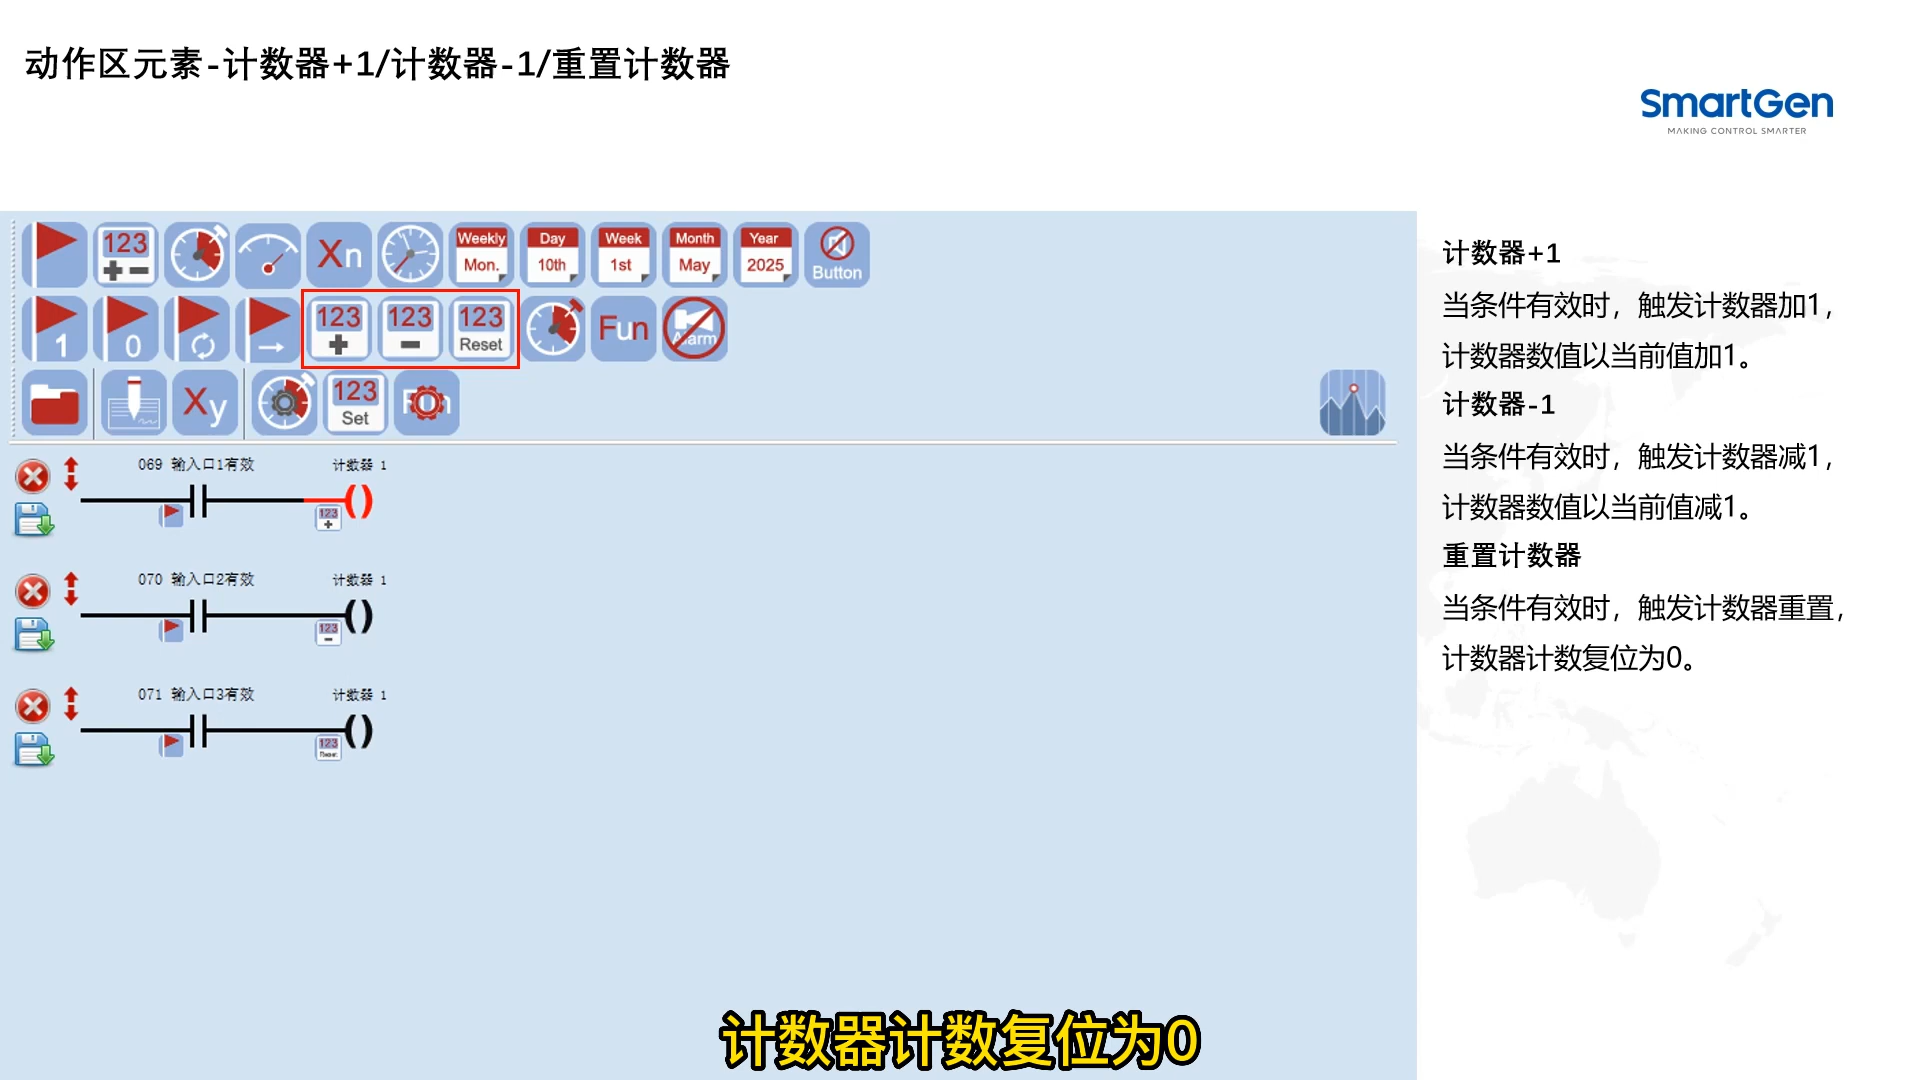 动作区元素-计数器+1/计数器-1/重置计数器
SmartGen
MAKING CONTROL SMARTER
123
Xn
Weekly
Mon.
Day
10th
Week
1st
Month
May
Year
2025
Button
1
0
123
123
123
Reset
Fun
Alarm
Xy
123
Set
069 输入口1有效 计数器 1
123
070 输入口2有效 计数器 1
123
071 输入口3有效 计数器 1
123
计数器+1
当条件有效时，触发计数器加1，
计数器数值以当前值加1。
计数器-1
当条件有效时，触发计数器减1，
计数器数值以当前值减1。
重置计数器
当条件有效时，触发计数器重置，
计数器计数复位为0。
计数器计数复位为0